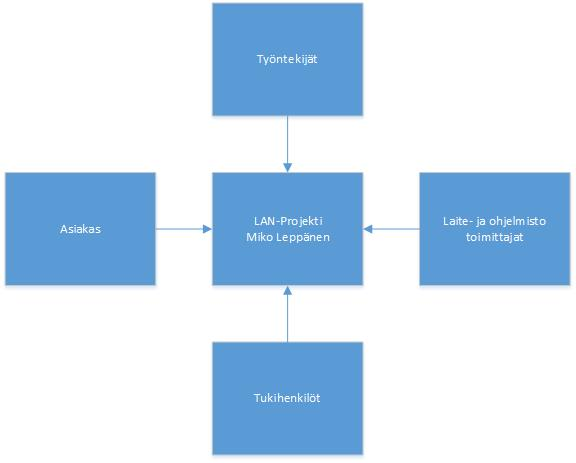 Työntekijät
Asiakas
LAN-Projekti
Miko Leppänen
Laite- ja ohjelmisto
toimittajat
Tukihenkilöt